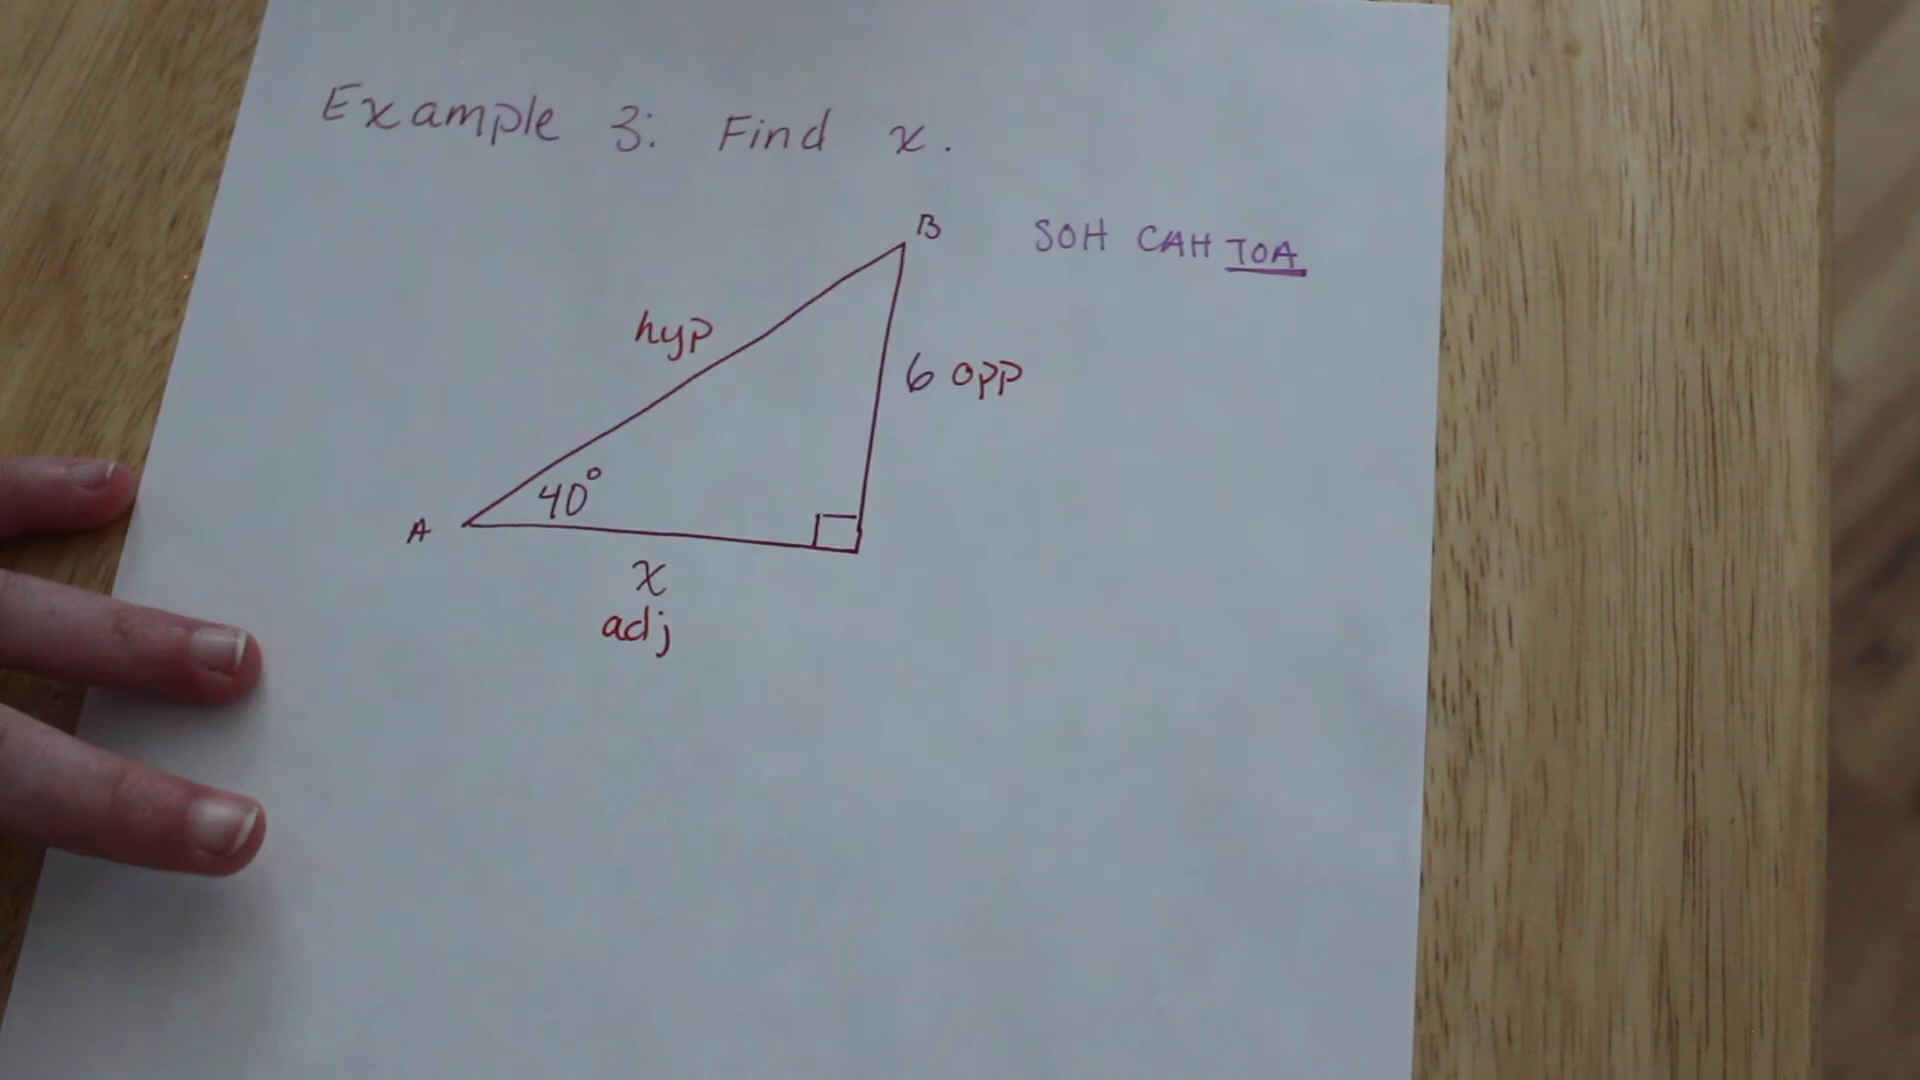 Example 3: Find x.
B
SOH CAH TOA
hyp
6 opp
40°
A
x
adj